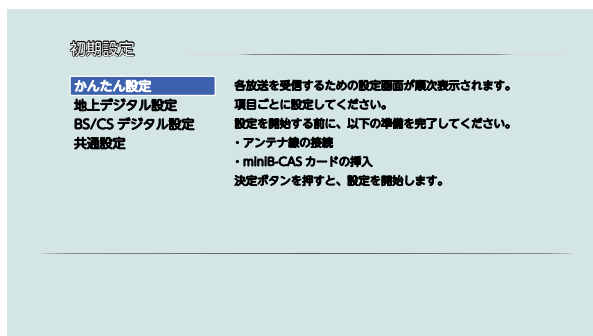 初期設定
かんたん設定
地上デジタル設定
BS/CS デジタル設定
共通設定
各放送を受信するための設定画面が順次表示されます。
項目ごとに設定してください。
設定を開始する前に、以下の準備を完了してください。
・アンテナ線の接続
・miniB-CAS カードの挿入
決定ボタンを押すと、設定を開始します。